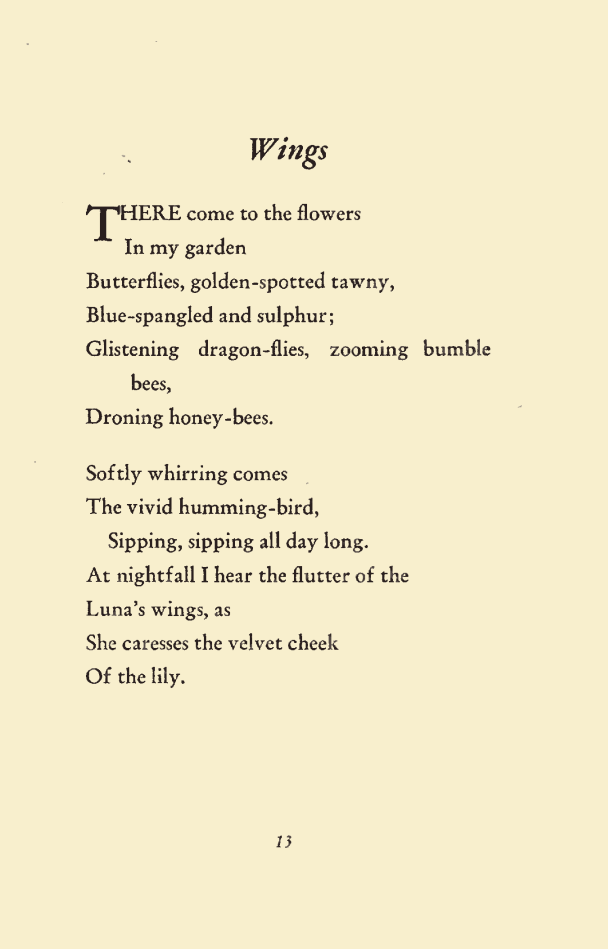 Wings
THERE come to the flowers
In my garden
Butterflies, golden-spotted tawny,
Blue-spangled and sulphur;
Glistening dragon-flies, zooming bumble
bees,
Droning honey-bees.
Softly whirring comes
The vivid humming-bird,
Sipping, sipping all day long.
At nightfall I hear the flutter of the
Luna's wings, as
She caresses the velvet cheek
Of the lily.
13